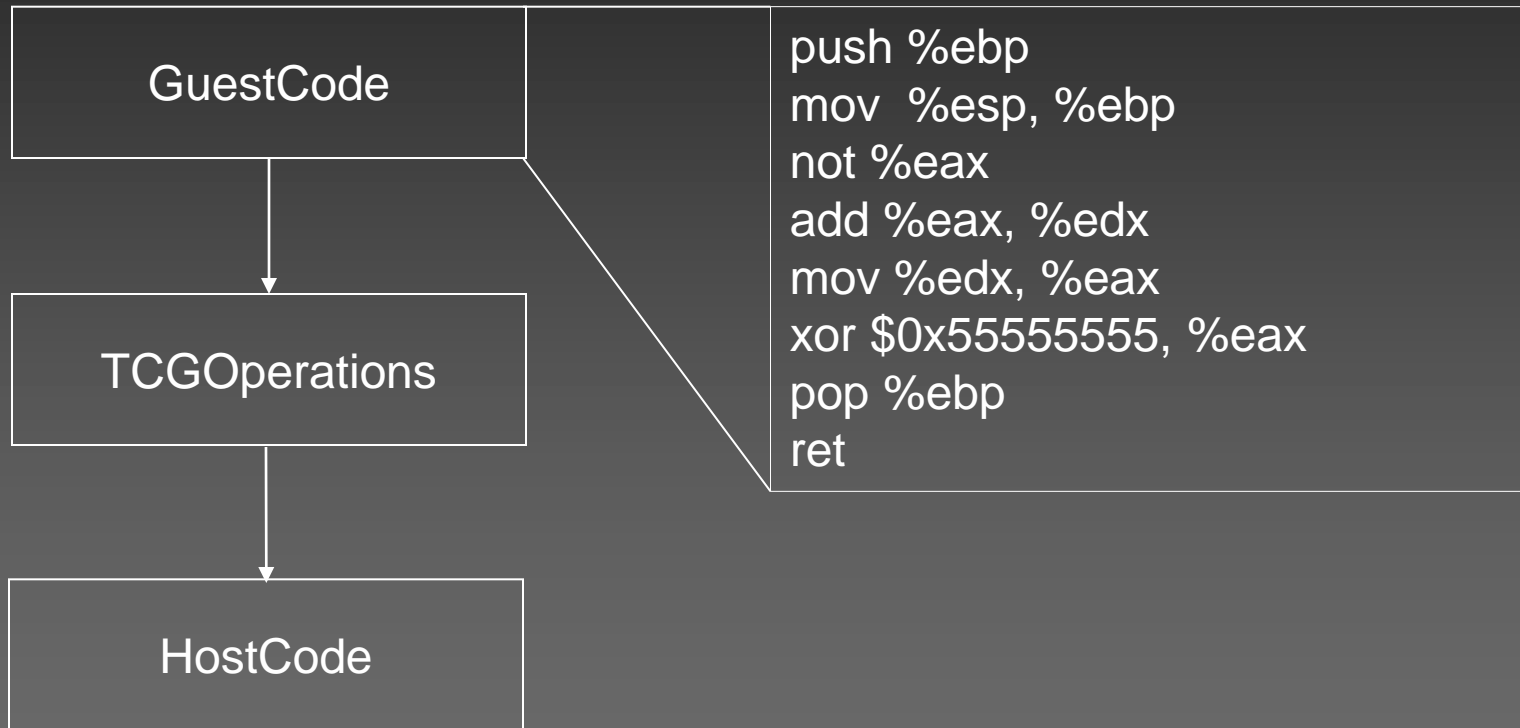 GuestCode
push %ebp
mov  %esp, %ebp
not %eax
add %eax, %edx
mov %edx, %eax
xor $0x55555555, %eax
pop %ebp
ret
TCGOperations
HostCode